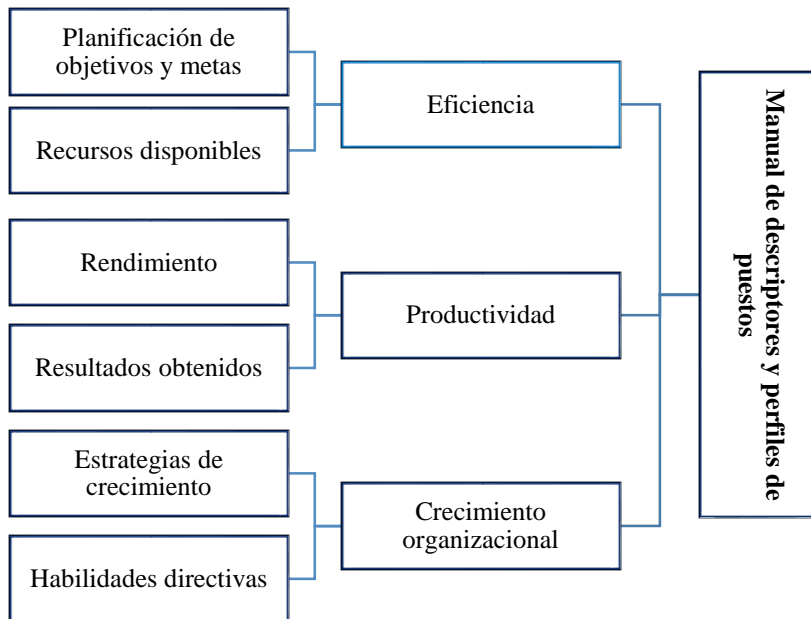 Planificación de
objetivos y metas
Recursos disponibles
Eficiencia
Rendimiento
Resultados obtenidos
Productividad
Estrategias de
crecimiento
Habilidades directivas
Crecimiento
organizacional
Manual de descriptores y perfiles de
puestos